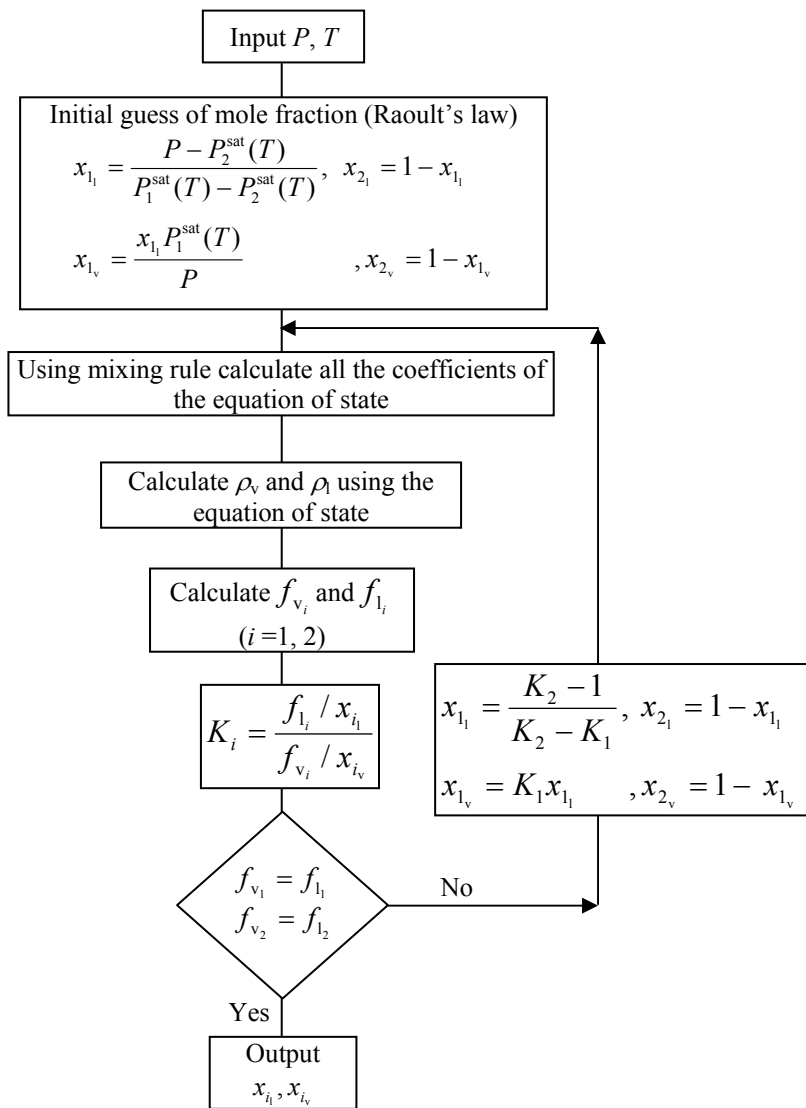 Input P, T
Initial guess of mole fraction (Raoult's law)
x_{1_l} = \frac{P - P_2^{sat}(T)}{P_1^{sat}(T) - P_2^{sat}(T)}, x_{2_l} = 1 - x_{1_l}
x_{1_v} = \frac{x_{1_l} P_1^{sat}(T)}{P} , x_{2_v} = 1 - x_{1_v}
Using mixing rule calculate all the coefficients of
the equation of state
Calculate ρ_v and ρ_l using the
equation of state
Calculate f_{v_i} and f_{l_i}
(i =1, 2)
K_i = \frac{f_{l_i} / x_{i_l}}{f_{v_i} / x_{i_v}}
x_{1_l} = \frac{K_2 - 1}{K_2 - K_1}, x_{2_l} = 1 - x_{1_l}
x_{1_v} = K_1 x_{1_l} , x_{2_v} = 1 - x_{1_v}
f_{v_1} = f_{l_1}
f_{v_2} = f_{l_2}
No
Yes
Output
x_{i_l}, x_{i_v}